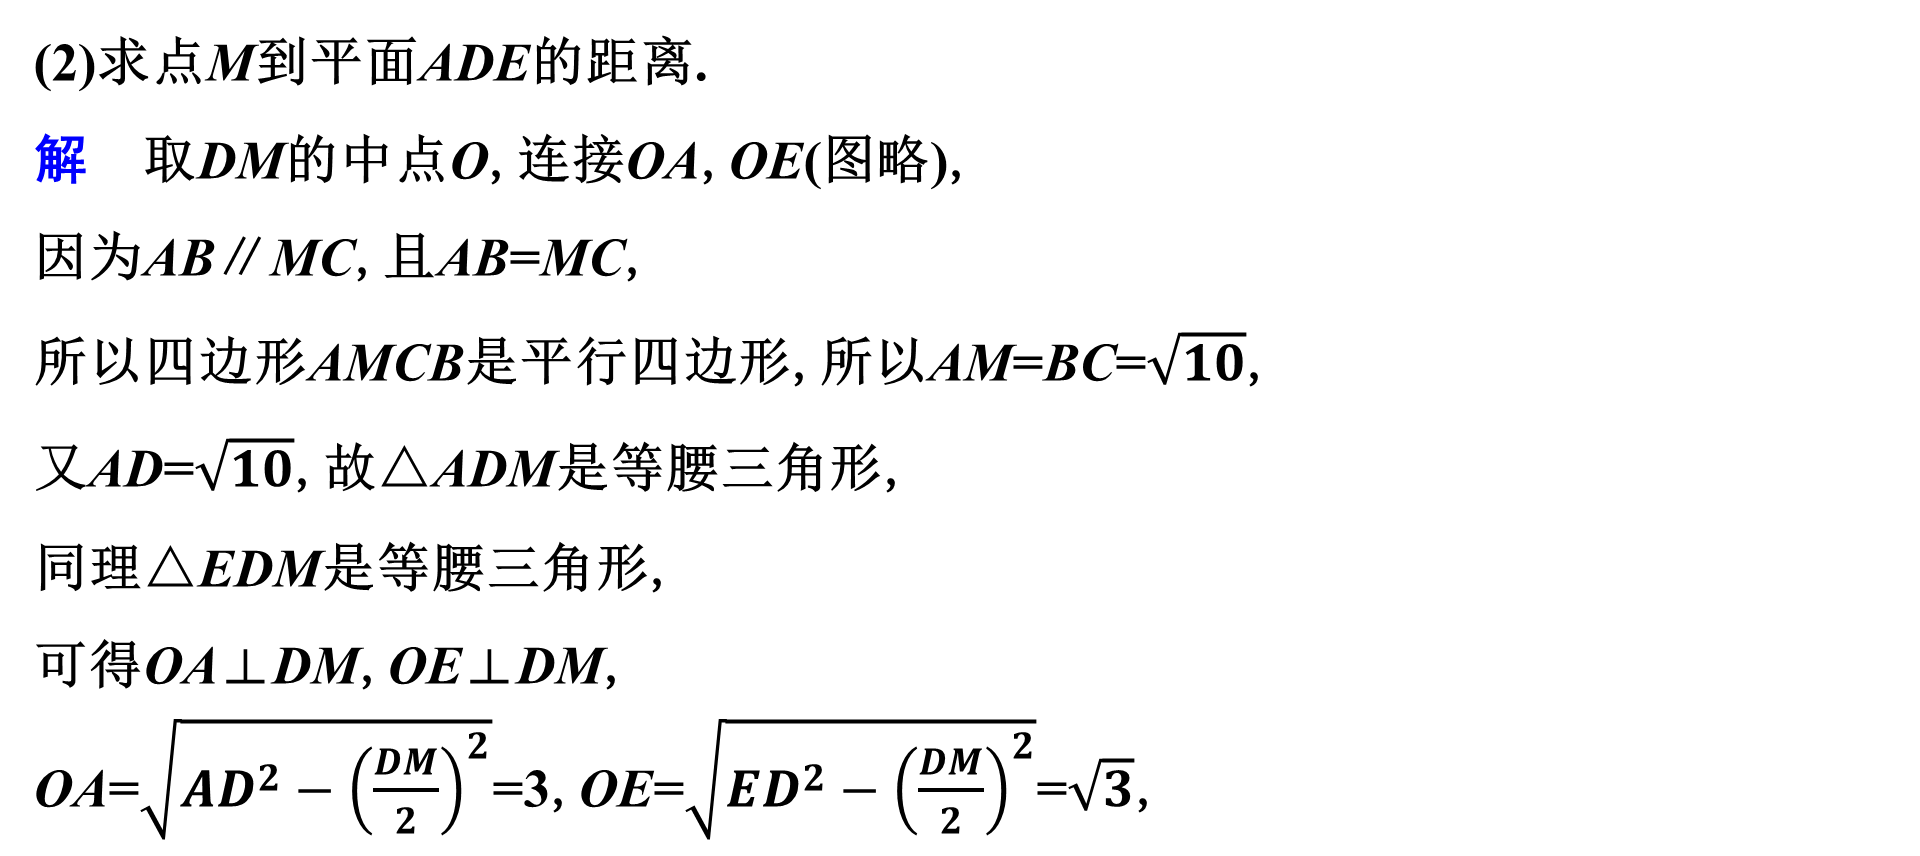 (2)求点M到平面ADE的距离.
解 取DM的中点O, 连接OA, OE(图略),
因为AB∥MC, 且AB=MC,
所以四边形AMCB是平行四边形, 所以AM=BC=√10,
又AD=√10, 故△ADM是等腰三角形,
同理△EDM是等腰三角形,
可得OA⊥DM, OE⊥DM,
OA=√(AD²−(DM/2)²)=3, OE=√(ED²−(DM/2)²)=√3,